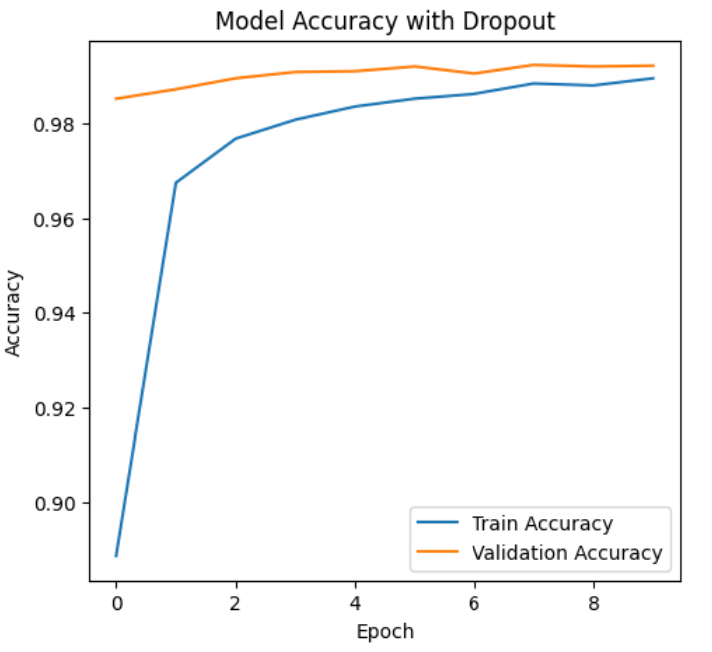 Model Accuracy with Dropout
Accuracy
0.98
0.96
0.94
0.92
0.90
Train Accuracy
Validation Accuracy
0 2 4 6 8
Epoch